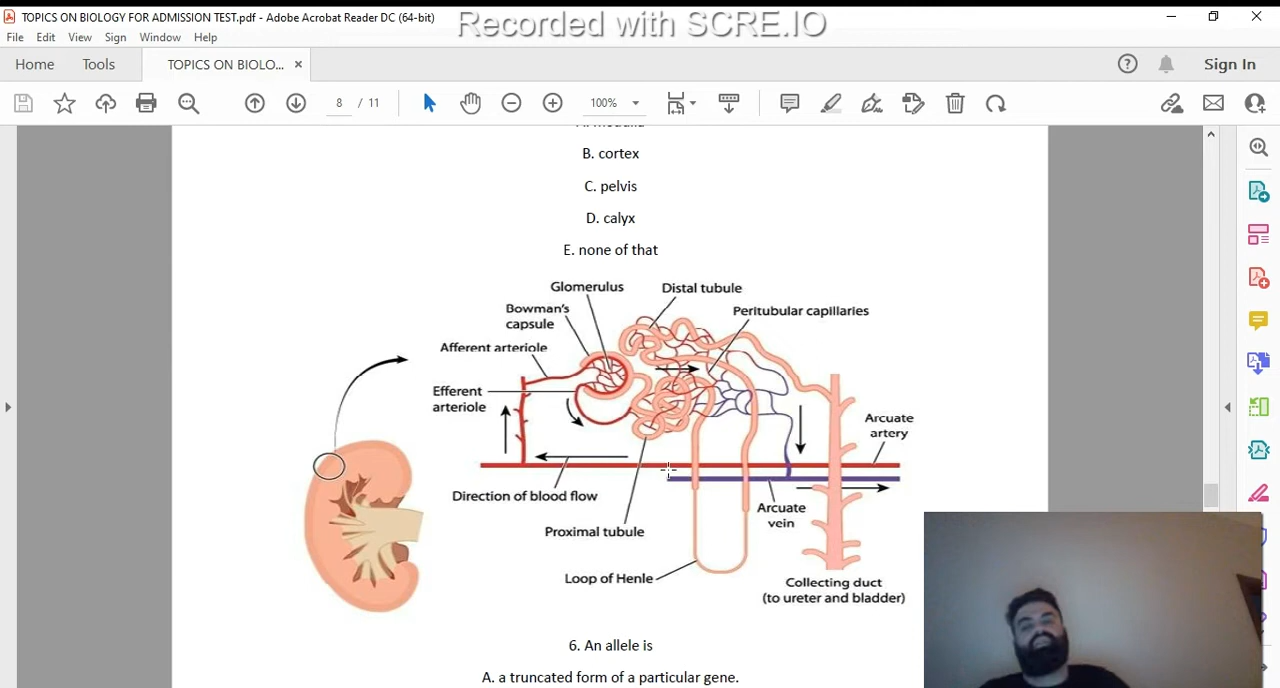 TOPICS ON BIOLOGY FOR ADMISSION TEST.pdf - Adobe Acrobat Reader DC (64-bit)
Recorded with SCRE.IO
File Edit View Sign Window Help
Home Tools TOPICS ON BIOLO... × Sign In
8 / 11 100%
B. cortex
C. pelvis
D. calyx
E. none of that
Glomerulus
Distal tubule
Bowman's
capsule
Peritubular capillaries
Afferent arteriole
Efferent
arteriole
Arcuate
artery
Direction of blood flow
Arcuate
vein
Proximal tubule
Loop of Henle
Collecting duct
(to ureter and bladder)
6. An allele is
A. a truncated form of a particular gene.